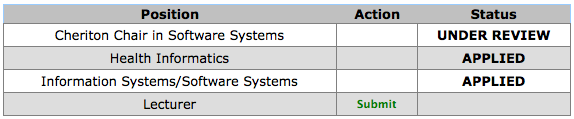 Position Action Status
Cheriton Chair in Software Systems UNDER REVIEW
Health Informatics APPLIED
Information Systems/Software Systems APPLIED
Lecturer Submit